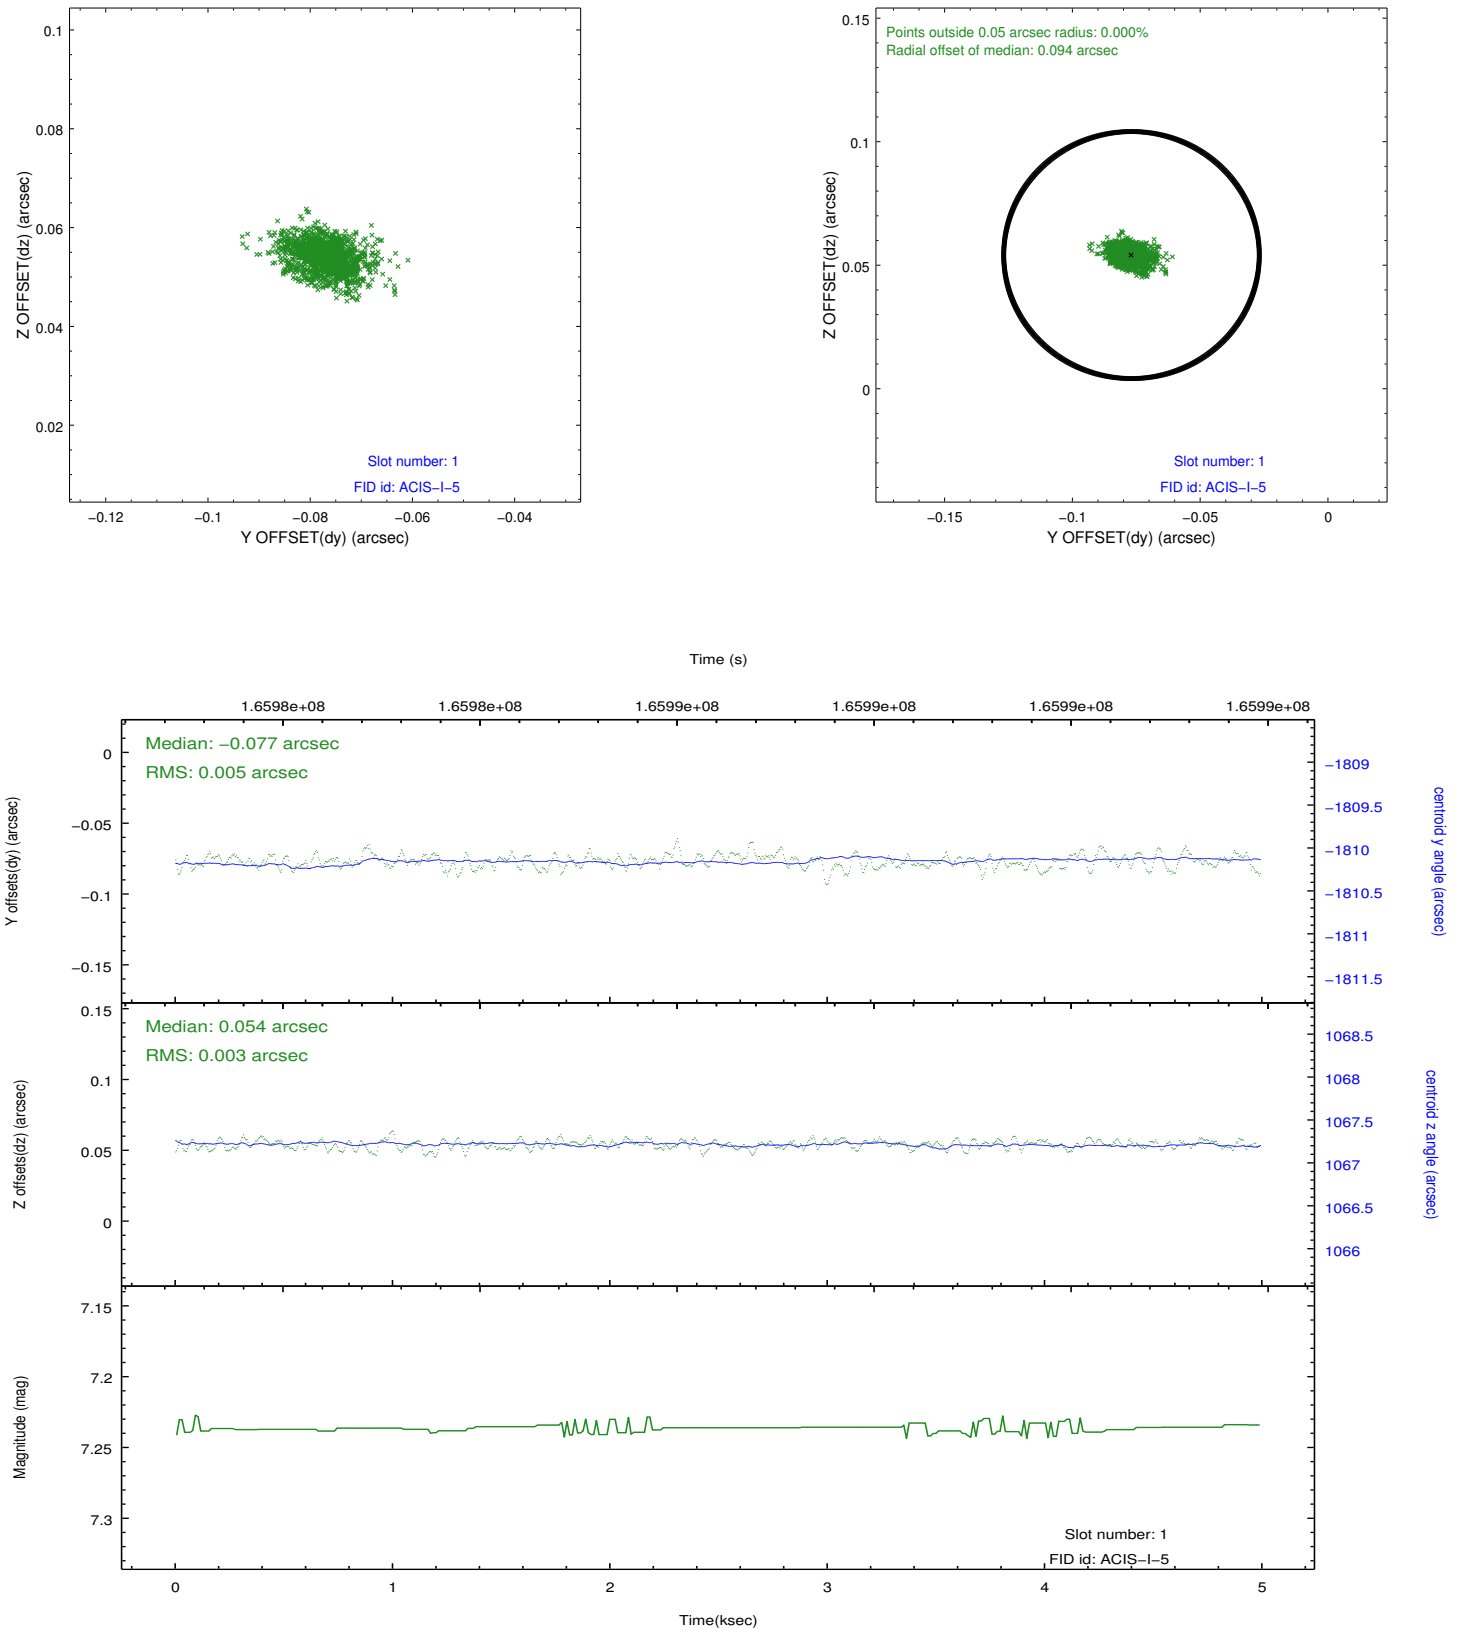 0.1
0.08
0.06
0.04
0.02
Z OFFSET(dz) (arcsec)
Slot number: 1
FID id: ACIS−I−5
−0.12 −0.1 −0.08 −0.06 −0.04
Y OFFSET(dy) (arcsec)
Points outside 0.05 arcsec radius: 0.000%
Radial offset of median: 0.094 arcsec
0.15
0.1
0.05
0
Z OFFSET(dz) (arcsec)
Slot number: 1
FID id: ACIS−I−5
−0.15 −0.1 −0.05 0
Y OFFSET(dy) (arcsec)
Time (s)
1.6598e+08 1.6598e+08 1.6599e+08 1.6599e+08 1.6599e+08 1.6599e+08
Median: −0.077 arcsec
RMS: 0.005 arcsec
0
−0.05
−0.1
−0.15
Y offsets(dy) (arcsec)
−1809
−1809.5
−1810
−1810.5
−1811
−1811.5
centroid y angle (arcsec)
Median: 0.054 arcsec
RMS: 0.003 arcsec
0.15
0.1
0.05
0
Z offsets(dz) (arcsec)
1068.5
1068
1067.5
1067
1066.5
1066
centroid z angle (arcsec)
7.15
7.2
7.25
7.3
Magnitude (mag)
Slot number: 1
FID id: ACIS−I−5
0 1 2 3 4 5
Time(ksec)